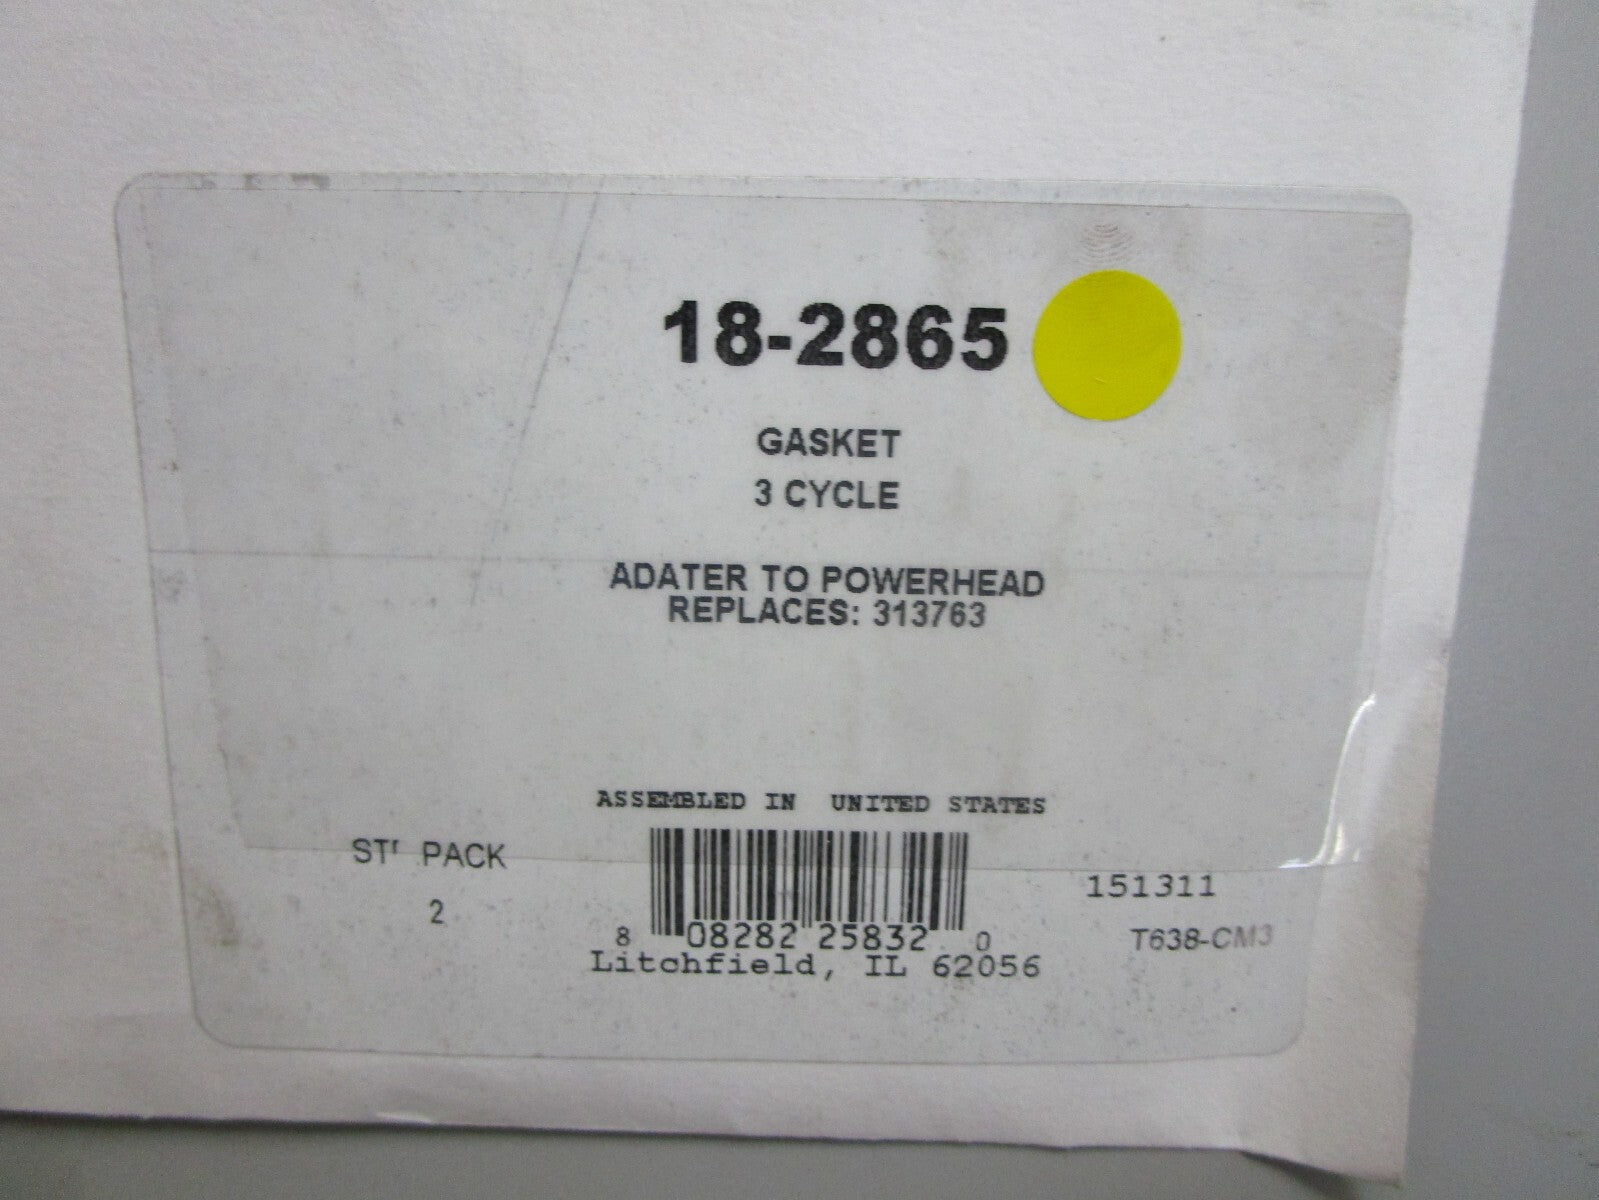 18-2865
GASKET
3 CYCLE
ADATER TO POWERHEAD
REPLACES: 313763
ASSEMBLED IN UNITED STATES
PACK
2
8 08282 25832 0
Litchfield, IL 62056
151311
T638-CM3